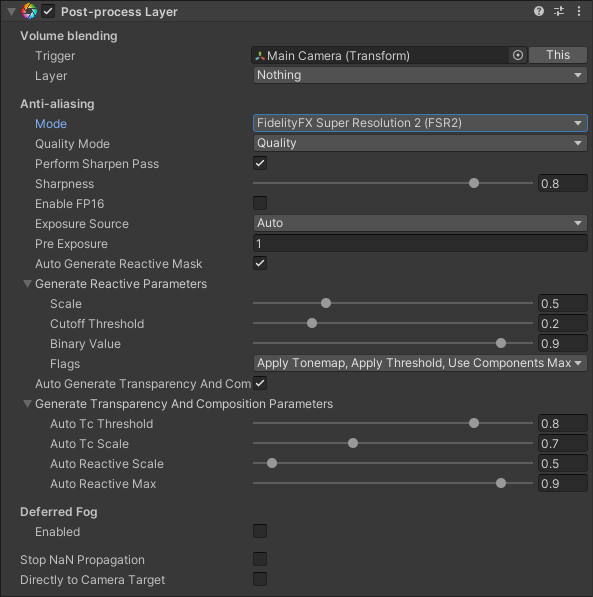 Post-process Layer
Volume blending
Trigger Main Camera (Transform) This
Layer Nothing
Anti-aliasing
Mode FidelityFX Super Resolution 2 (FSR2)
Quality Mode Quality
Perform Sharpen Pass
Sharpness 0.8
Enable FP16
Exposure Source Auto
Pre Exposure 1
Auto Generate Reactive Mask
Generate Reactive Parameters
Scale 0.5
Cutoff Threshold 0.2
Binary Value 0.9
Flags Apply Tonemap, Apply Threshold, Use Components Max
Auto Generate Transparency And Com
Generate Transparency And Composition Parameters
Auto Tc Threshold 0.8
Auto Tc Scale 0.7
Auto Reactive Scale 0.5
Auto Reactive Max 0.9
Deferred Fog
Enabled
Stop NaN Propagation
Directly to Camera Target